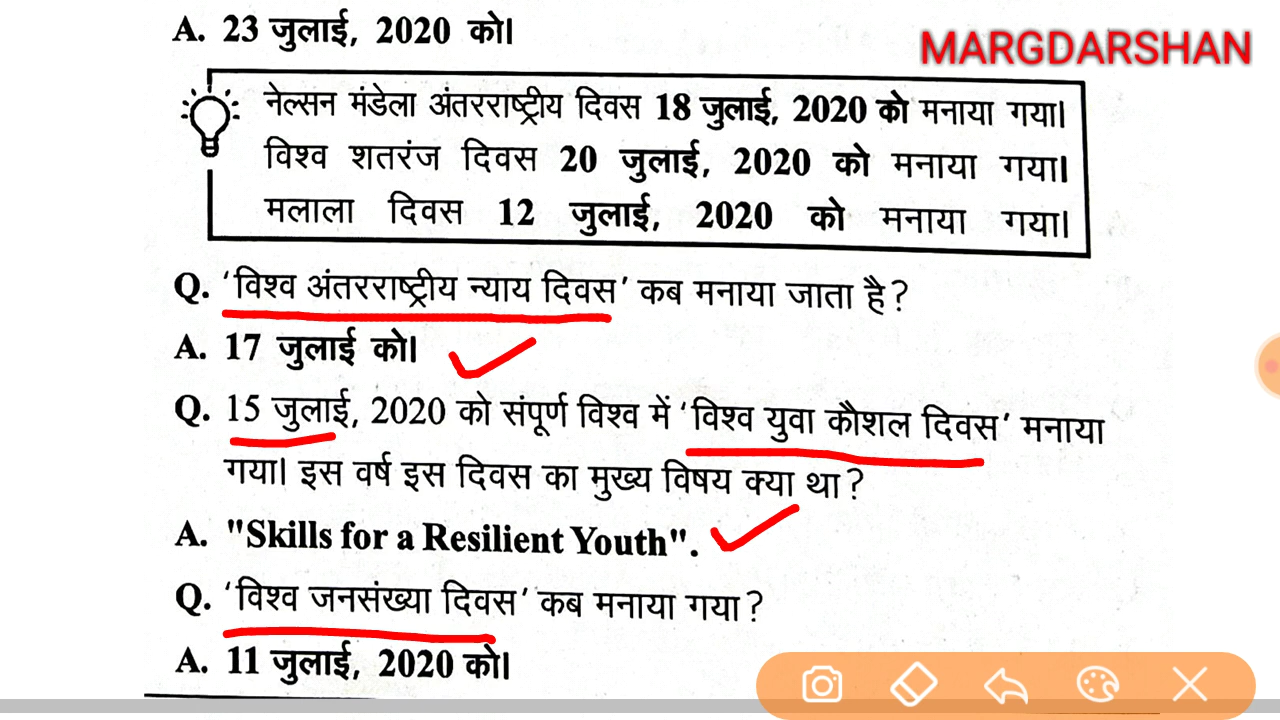 A. 23 जुलाई, 2020 को।
MARGDARSHAN
नेल्सन मंडेला अंतरराष्ट्रीय दिवस 18 जुलाई, 2020 को मनाया गया।
विश्व शतरंज दिवस 20 जुलाई, 2020 को मनाया गया।
मलाला दिवस 12 जुलाई, 2020 को मनाया गया।
Q. 'विश्व अंतरराष्ट्रीय न्याय दिवस' कब मनाया जाता है?
A. 17 जुलाई को।
Q. 15 जुलाई, 2020 को संपूर्ण विश्व में 'विश्व युवा कौशल दिवस' मनाया
गया। इस वर्ष इस दिवस का मुख्य विषय क्या था?
A. "Skills for a Resilient Youth".
Q. 'विश्व जनसंख्या दिवस' कब मनाया गया?
A. 11 जुलाई, 2020 को।